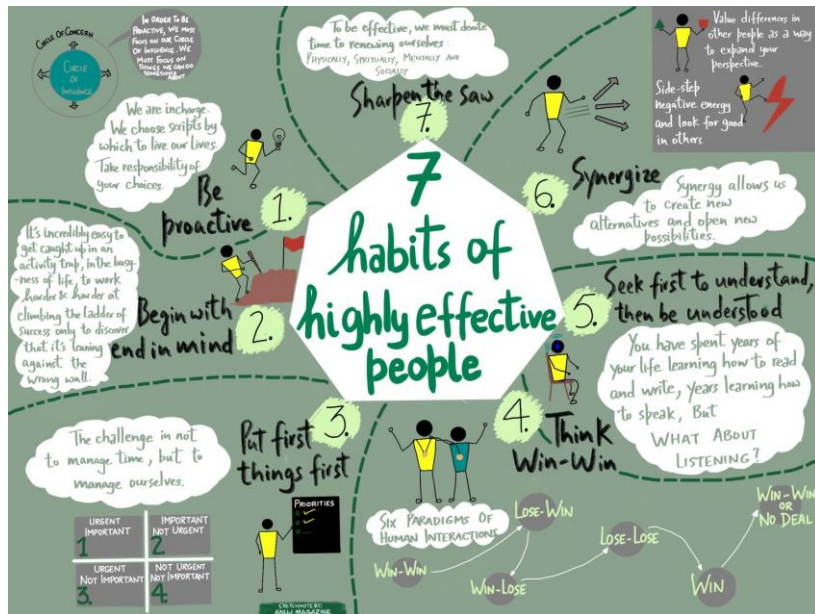 7
habits of
highly effective
people
Circle of Concern
Circle
of
Influence
In order to be
proactive, we must
focus on our circle
of influence. We
must focus on
things we can do
something
about
We are incharge.
We choose scripts by
which to live our lives.
Take responsibility of
your choices.
Be
proactive
1.
It's incredibly easy to
get caught up in an
activity trap, in the busy-
-ness of life, to work
harder & harder at
climbing the ladder of
success only to discover
that it's leaning
against the
wrong wall.
Begin with
end in mind
2.
The challenge in not
to manage time, but to
manage ourselves.
Put first
things first
3.
Urgent
Important
1
Important
Not Urgent
2
Urgent
Not Important
3.
Not Urgent
Not Important
4.
Priorities
Sketchnote by:
Anuj Magazine
4.
Think
Win-Win
Six Paradigms of
Human Interactions
Win-Win
Lose-Win
Win-Lose
Lose-Lose
Win
Win-Win
or
No Deal
5.
Seek first to understand,
then be understood
You have spent years of
your life learning how to read
and write, years learning how
to speak, But
What About
Listening?
6.
Synergize
Synergy allows us
to create new
alternatives and open new
possibilities.
Value differences in
other people as a way
to expand your
perspective.
Side-step
negative energy
and look for good
in others.
To be effective, we must devote
time to renewing ourselves:
Physically, Spiritually, Mentally and
Socially
Sharpen the saw
7.